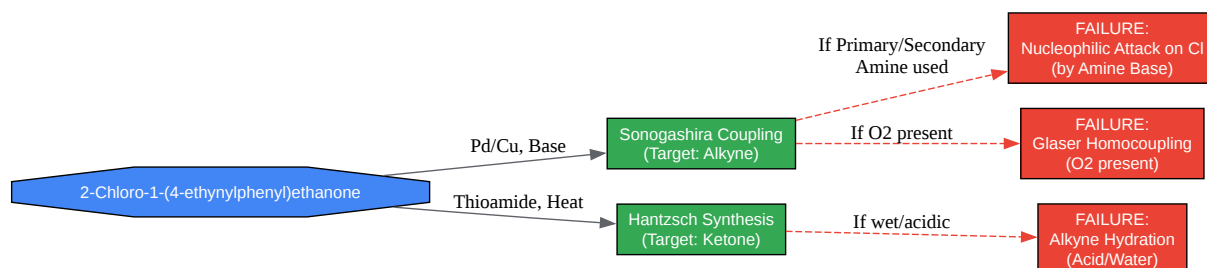 If Primary/Secondary
Amine used
FAILURE:
Nucleophilic Attack on Cl
(by Amine Base)
Pd/Cu, Base
Sonogashira Coupling
(Target: Alkyne)
If O2 present
FAILURE:
Glaser Homocoupling
(O2 present)
2-Chloro-1-(4-ethynylphenyl)ethanone
Thioamide, Heat
Hantzsch Synthesis
(Target: Ketone)
If wet/acidic
FAILURE:
Alkyne Hydration
(Acid/Water)